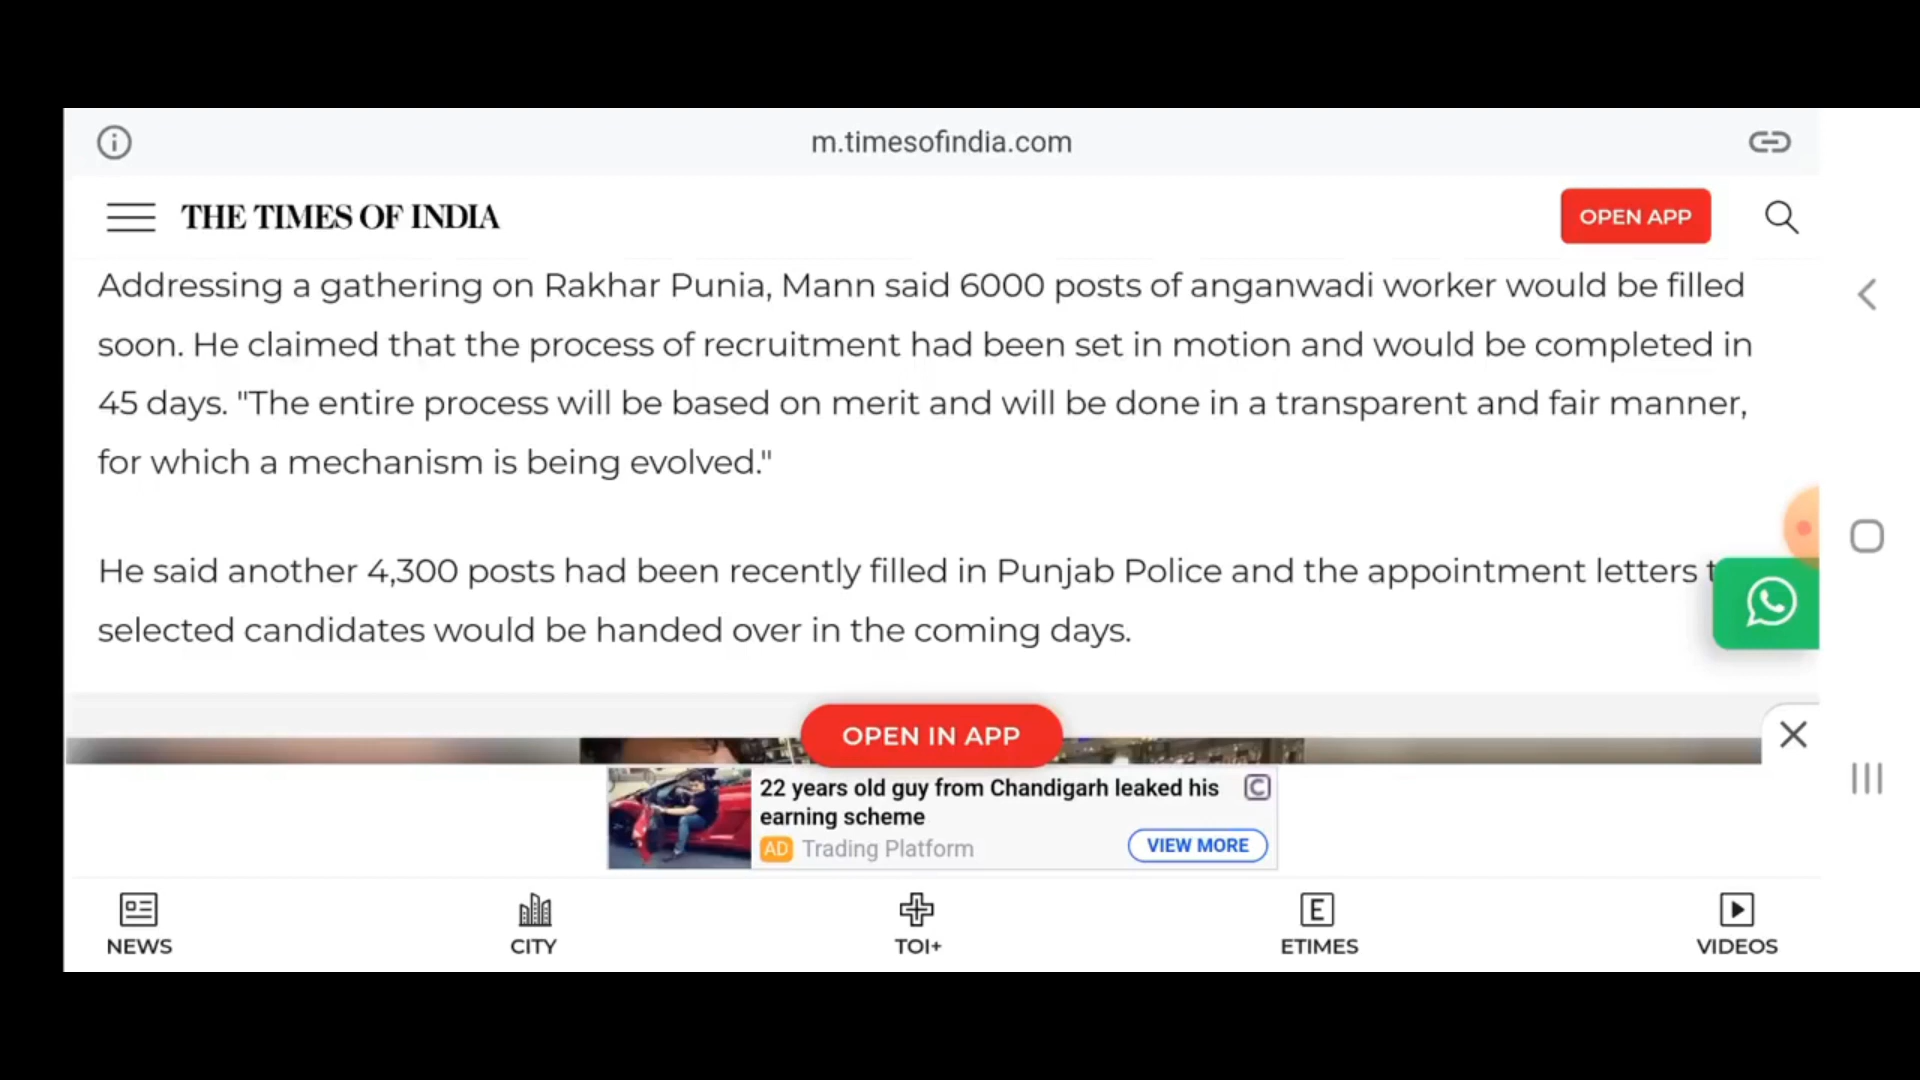 m.timesofindia.com
THE TIMES OF INDIA
OPEN APP
Addressing a gathering on Rakhar Punia, Mann said 6000 posts of anganwadi worker would be filled
soon. He claimed that the process of recruitment had been set in motion and would be completed in
45 days. "The entire process will be based on merit and will be done in a transparent and fair manner,
for which a mechanism is being evolved."
He said another 4,300 posts had been recently filled in Punjab Police and the appointment letters
selected candidates would be handed over in the coming days.
OPEN IN APP
22 years old guy from Chandigarh leaked his
earning scheme
AD Trading Platform
VIEW MORE
NEWS
CITY
TOI+
ETIMES
VIDEOS